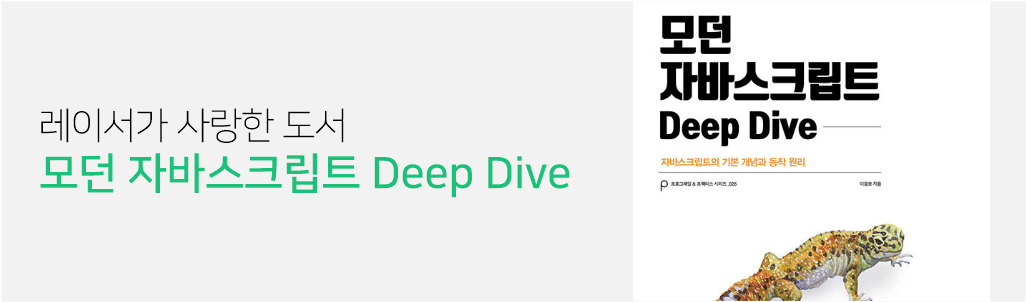 레이서가 사랑한 도서
모던 자바스크립트 Deep Dive
모던
자바스크립트
Deep Dive
자바스크립트의 기본 개념과 동작 원리
프로그래밍 & 프랙티스 시리즈_026
이웅모 지음